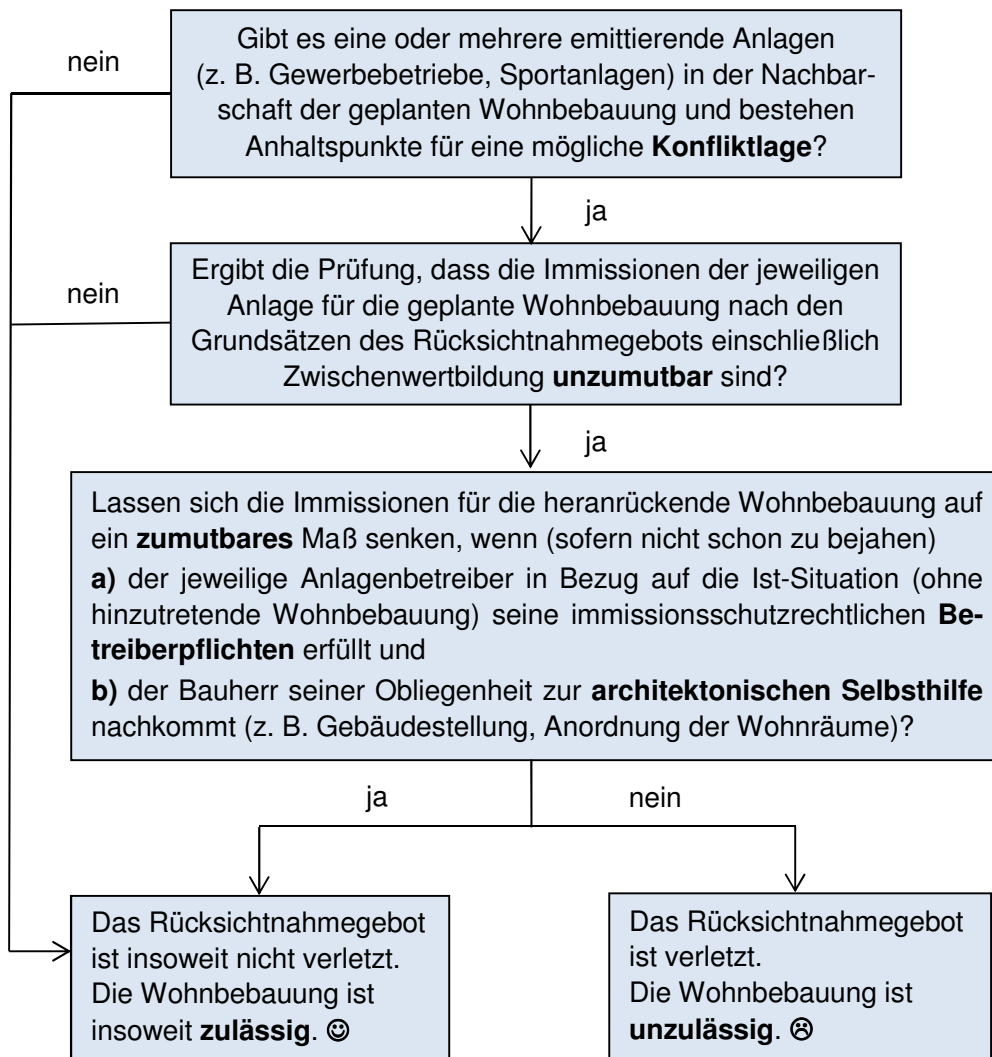 nein
Gibt es eine oder mehrere emittierende Anlagen
(z. B. Gewerbebetriebe, Sportanlagen) in der Nachbar-
schaft der geplanten Wohnbebauung und bestehen
Anhaltspunkte für eine mögliche Konfliktlage?
ja
nein
Ergibt die Prüfung, dass die Immissionen der jeweiligen
Anlage für die geplante Wohnbebauung nach den
Grundsätzen des Rücksichtnahmegebots einschließlich
Zwischenwertbildung unzumutbar sind?
ja
Lassen sich die Immissionen für die heranrückende Wohnbebauung auf
ein zumutbares Maß senken, wenn (sofern nicht schon zu bejahen)
a) der jeweilige Anlagenbetreiber in Bezug auf die Ist-Situation (ohne
hinzutretende Wohnbebauung) seine immissionsschutzrechtlichen Be-
treiberpflichten erfüllt und
b) der Bauherr seiner Obliegenheit zur architektonischen Selbsthilfe
nachkommt (z. B. Gebäudestellung, Anordnung der Wohnräume)?
ja
nein
Das Rücksichtnahmegebot
ist insoweit nicht verletzt.
Die Wohnbebauung ist
insoweit zulässig. ☺
Das Rücksichtnahmegebot
ist verletzt.
Die Wohnbebauung ist
unzulässig. ☹